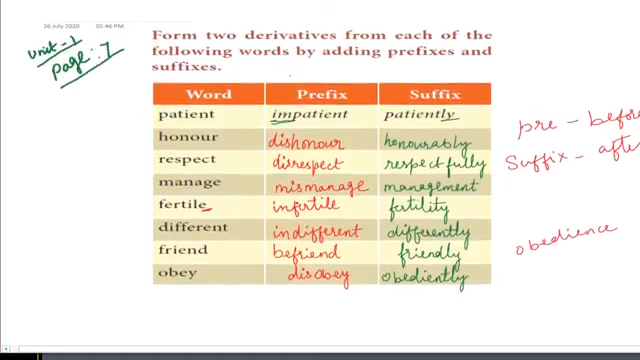 26 July 2020 02:46 PM
Unit-1
Page: 7
Form two derivatives from each of the
following words by adding prefixes and
suffixes.
Word Prefix Suffix
patient impatient patiently
honour dishonour honourably
respect disrespect respectfully
manage mismanage management
fertile infertile fertility
different indifferent differently
friend befriend friendly
obey disobey obediently
pre - before
Suffix - after
obedience